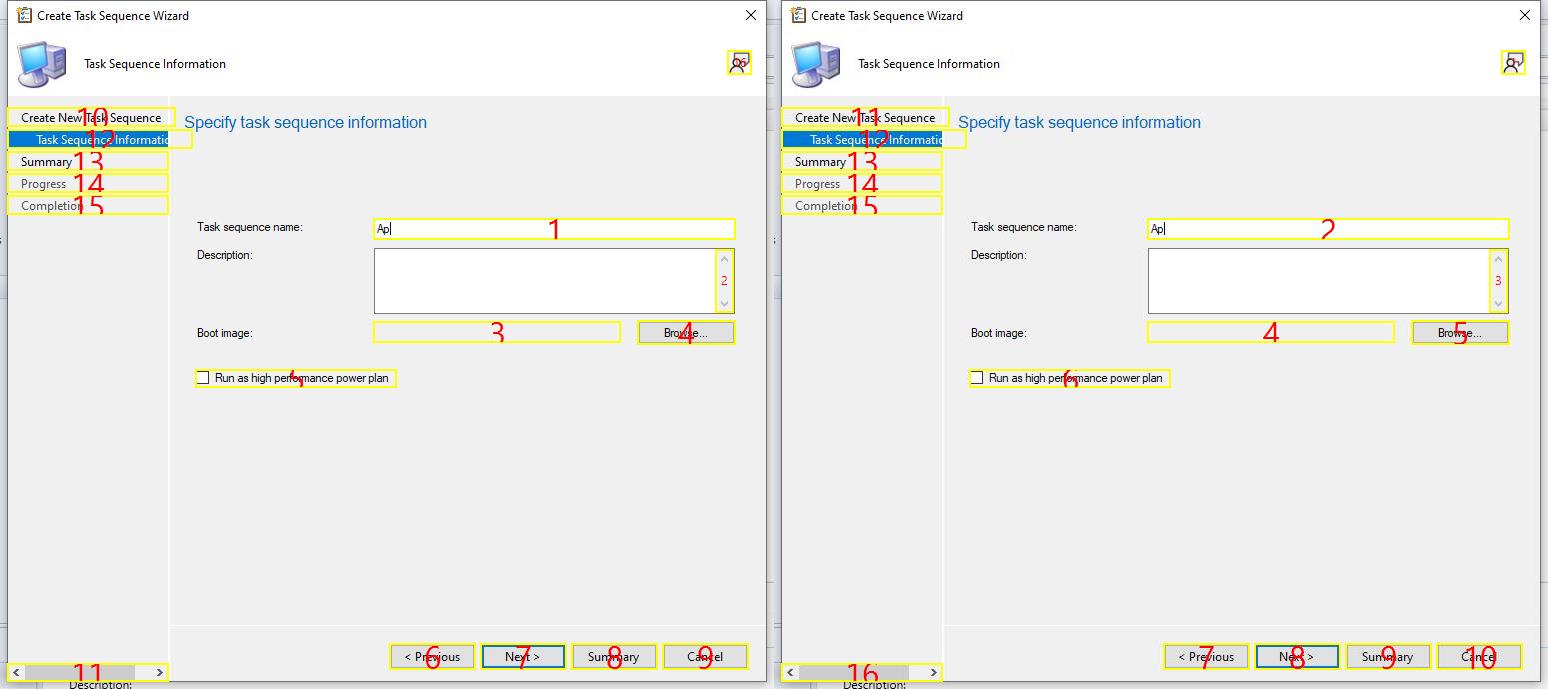 Create Task Sequence Wizard
Task Sequence Information
16
Create New Task Sequence
10
Task Sequence Informatio
12
Summary
13
Progress
14
Completion
15
Specify task sequence information
Task sequence name:
Ap
1
Description:
2
Boot image:
3
Browse...
4
Run as high performance power plan
5
< Previous
6
Next >
7
Summary
8
Cancel
9
11
Description:
Create Task Sequence Wizard
Task Sequence Information
Create New Task Sequence
11
Task Sequence Informatio
12
Summary
13
Progress
14
Completion
15
Specify task sequence information
Task sequence name:
Ap
2
Description:
3
Boot image:
4
Browse...
5
Run as high performance power plan
6
< Previous
7
Next >
8
Summary
9
Cancel
10
16
Description: